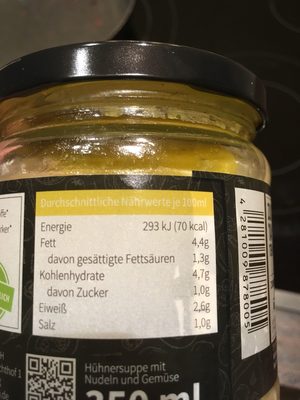 Durchschnittliche Nährwerte je 100ml
Energie 293 kJ (70 kcal)
Fett 4,4g
davon gesättigte Fettsäuren 1,3g
Kohlenhydrate 4,7g
davon Zucker 1,0g
Eiweiß 2,6g
Salz 1,0g
Hühnersuppe mit
Nudeln und Gemüse
350 ml
4 281009 878005